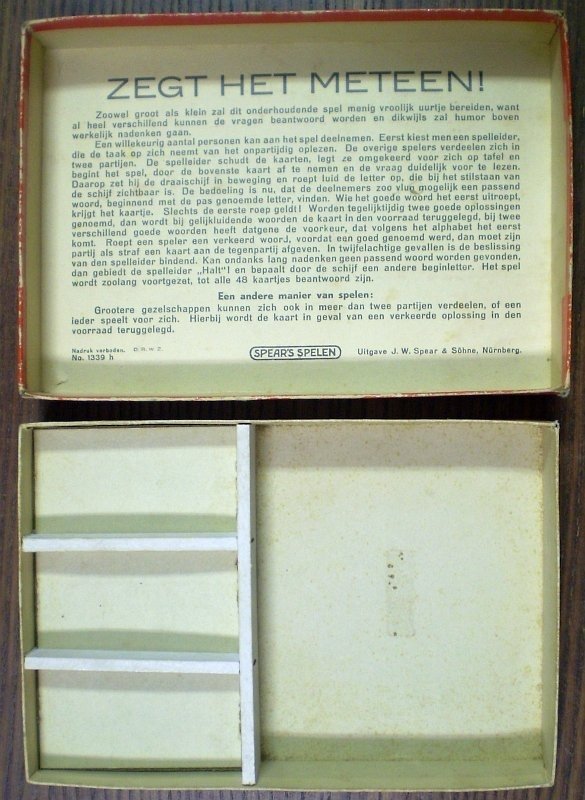 ZEGT HET METEEN!
Zoowel groot als klein zal dit onderhoudende spel menig vroolijk uurtje bereiden, want
al heel verschillend kunnen de vragen beantwoord worden en dikwijls zal humor boven
werkelijk nadenken gaan.
Een willekeurig aantal personen kan aan het spel deelnemen. Eerst kiest men een spelleider,
die de taak op zich neemt van het onpartijdig oplezen. De overige spelers verdeelen zich in
twee partijen. De spelleider schudt de kaarten, legt ze omgekeerd voor zich op tafel en
begint het spel, door de bovenste kaart af te nemen en de vraag duidelijk voor te lezen.
Daarop zet hij de draaischijf in beweging en roept luid de letter op, die bij het stilstaan van
de schijf zichtbaar is. De bedoeling is nu, dat de deelnemers zoo vlug mogelijk een passend
woord, beginnend met de pas genoemde letter, vinden. Wie het goede woord het eerst uitroept,
krijgt het kaartje. Slechts de eerste roep geldt! Worden tegelijktijdig twee goede oplossingen
genoemd, dan wordt bij gelijkluidende woorden de kaart in den voorraad teruggelegd, bij twee
verschillend goede woorden heeft datgene de voorkeur, dat volgens het alphabet het eerst
komt. Roept een speler een verkeerd woord, voordat een goed genoemd werd, dan moet zijn
partij als straf een kaart aan de tegenpartij afgeven. In twijfelachtige gevallen is de beslissing
van den spelleider bindend. Kan ondanks lang nadenken geen passend woord worden gevonden,
dan gebiedt de spelleider „Halt“! en bepaalt door de schijf een andere beginletter. Het spel
wordt zoolang voortgezet, tot alle 48 kaartjes beantwoord zijn.
Een andere manier van spelen:
Grootere gezelschappen kunnen zich ook in meer dan twee partijen verdeelen, of een
ieder speelt voor zich. Hierbij wordt de kaart in geval van een verkeerde oplossing in den
voorraad teruggelegd.
Nadruk verboden. D. R. W. Z.
No. 1339 h
SPEAR'S SPELEN
Uitgave J. W. Spear & Söhne, Nürnberg.